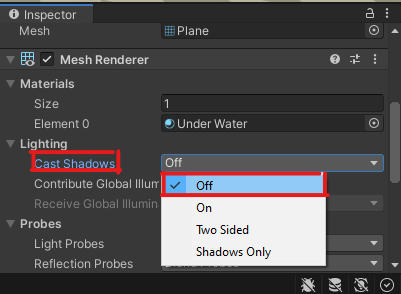 Inspector
Mesh Plane
Mesh Renderer
Materials
Size 1
Element 0 Under Water
Lighting
Cast Shadows Off
Off
Contribute Global Illum
On
Receive Global Illumin
Two Sided
Probes
Shadows Only
Light Probes
Reflection Probes